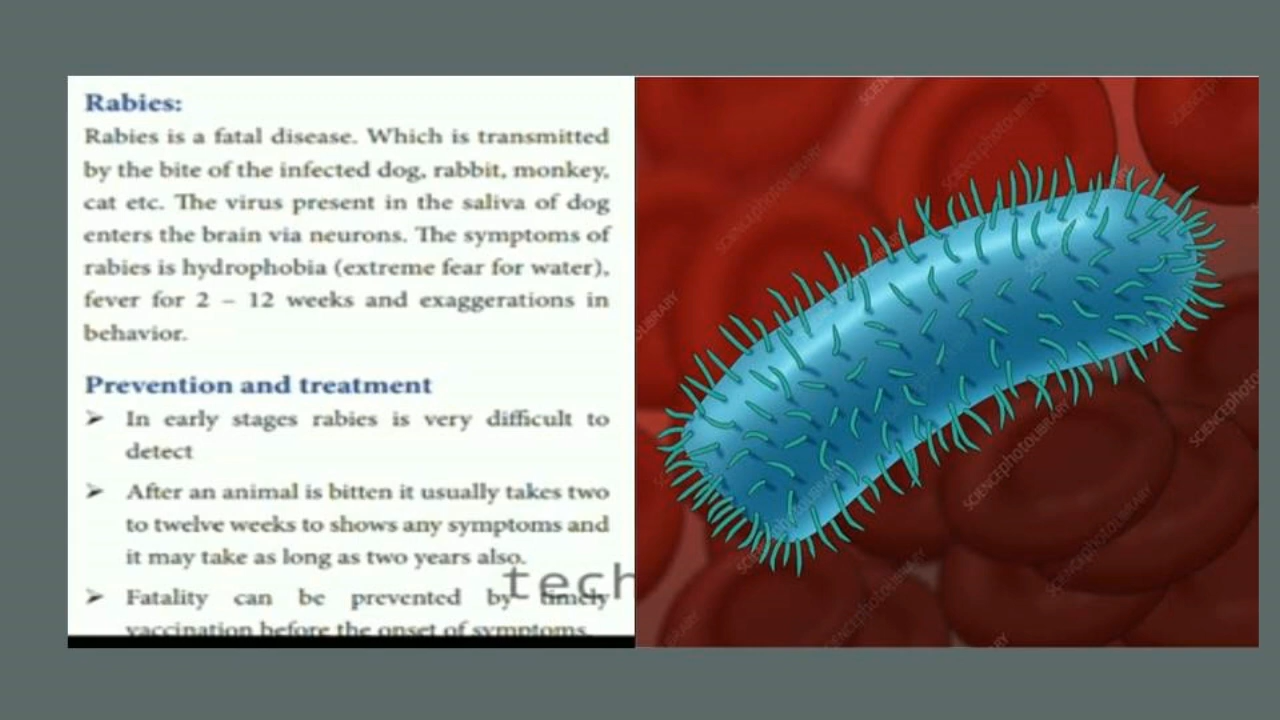 Rabies:
Rabies is a fatal disease. Which is transmitted
by the bite of the infected dog, rabbit, monkey,
cat etc. The virus present in the saliva of dog
enters the brain via neurons. The symptoms of
rabies is hydrophobia (extreme fear for water),
fever for 2 – 12 weeks and exaggerations in
behavior.
Prevention and treatment
➢ In early stages rabies is very difficult to
detect
➢ After an animal is bitten it usually takes two
to twelve weeks to shows any symptoms and
it may take as long as two years also.
tech
➢ Fatality can be prevented by timely
vaccination before the onset of symptoms.
SCIENCEphotoLIBRARY
SCIENCEphotoLIBRARY
SCIENCEphotoLIBRARY